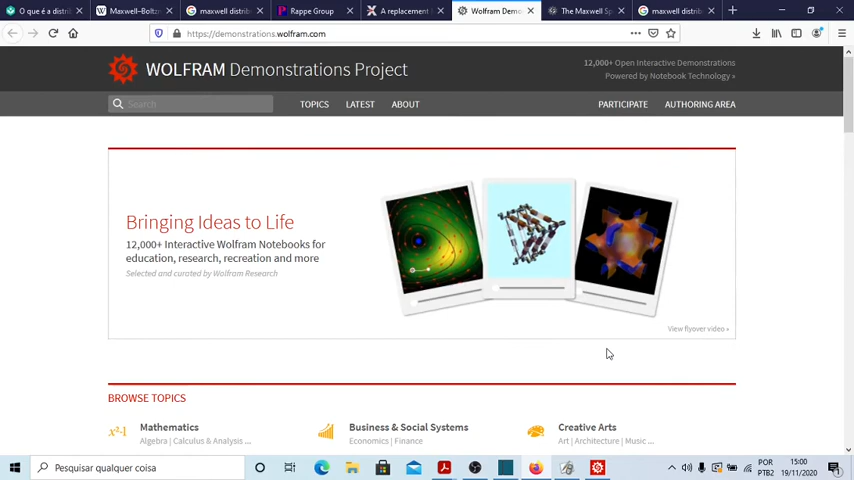 O que é a distrib
Maxwell–Boltzm
maxwell distribu
Rappe Group
A replacement
Wolfram Demo
The Maxwell Sp
maxwell distribu
https://demonstrations.wolfram.com
WOLFRAM Demonstrations Project
12,000+ Open Interactive Demonstrations
Powered by Notebook Technology »
Search
TOPICS
LATEST
ABOUT
PARTICIPATE
AUTHORING AREA
Bringing Ideas to Life
12,000+ Interactive Wolfram Notebooks for
education, research, recreation and more
Selected and curated by Wolfram Research
View flyover video »
BROWSE TOPICS
Mathematics
Algebra | Calculus & Analysis ...
Business & Social Systems
Economics | Finance
Creative Arts
Art | Architecture | Music ...
Pesquisar qualquer coisa
POR
PTB2
15:00
19/11/2020